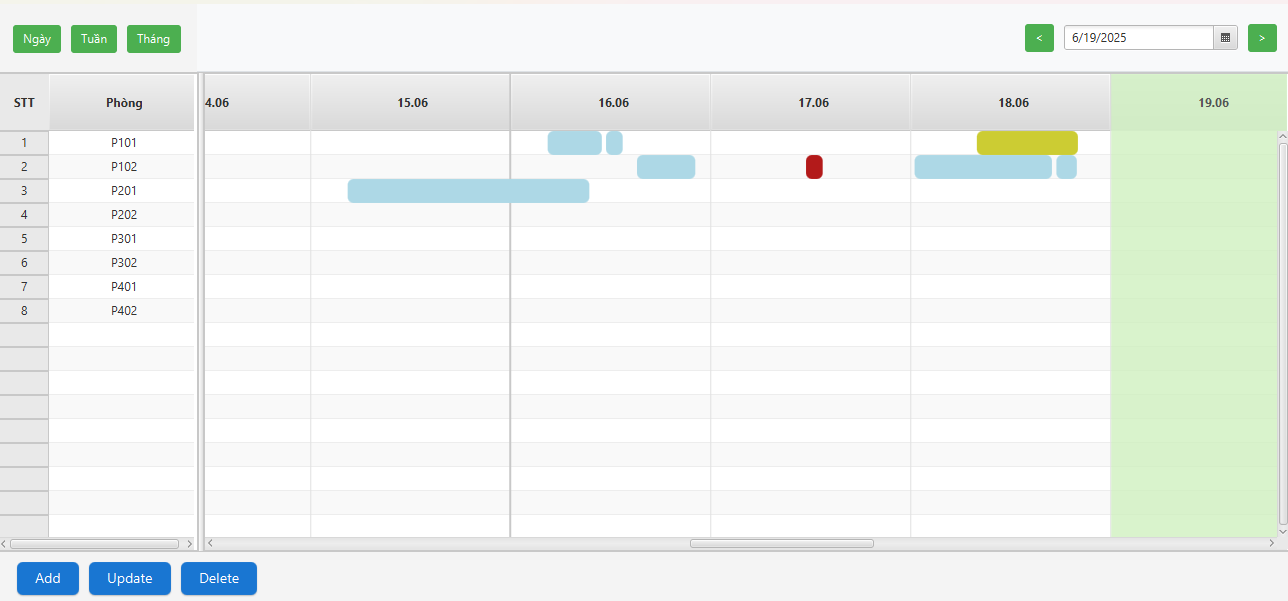 Ngày Tuần Tháng < 6/19/2025 >
STT Phòng 4.06 15.06 16.06 17.06 18.06 19.06
1 P101
2 P102
3 P201
4 P202
5 P301
6 P302
7 P401
8 P402
Add Update Delete